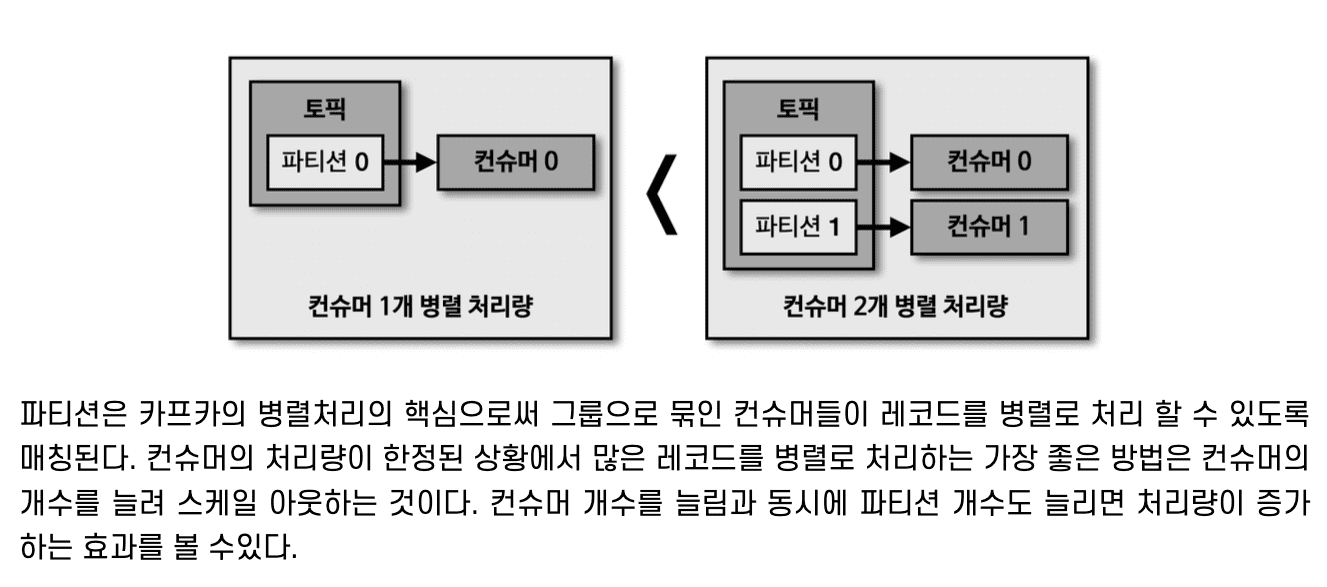 토픽
파티션 0
컨슈머 0
컨슈머 1개 병렬 처리량
토픽
파티션 0
컨슈머 0
파티션 1
컨슈머 1
컨슈머 2개 병렬 처리량
파티션은 카프카의 병렬처리의 핵심으로써 그룹으로 묶인 컨슈머들이 레코드를 병렬로 처리 할 수 있도록
매칭된다. 컨슈머의 처리량이 한정된 상황에서 많은 레코드를 병렬로 처리하는 가장 좋은 방법은 컨슈머의
개수를 늘려 스케일 아웃하는 것이다. 컨슈머 개수를 늘림과 동시에 파티션 개수도 늘리면 처리량이 증가
하는 효과를 볼 수있다.